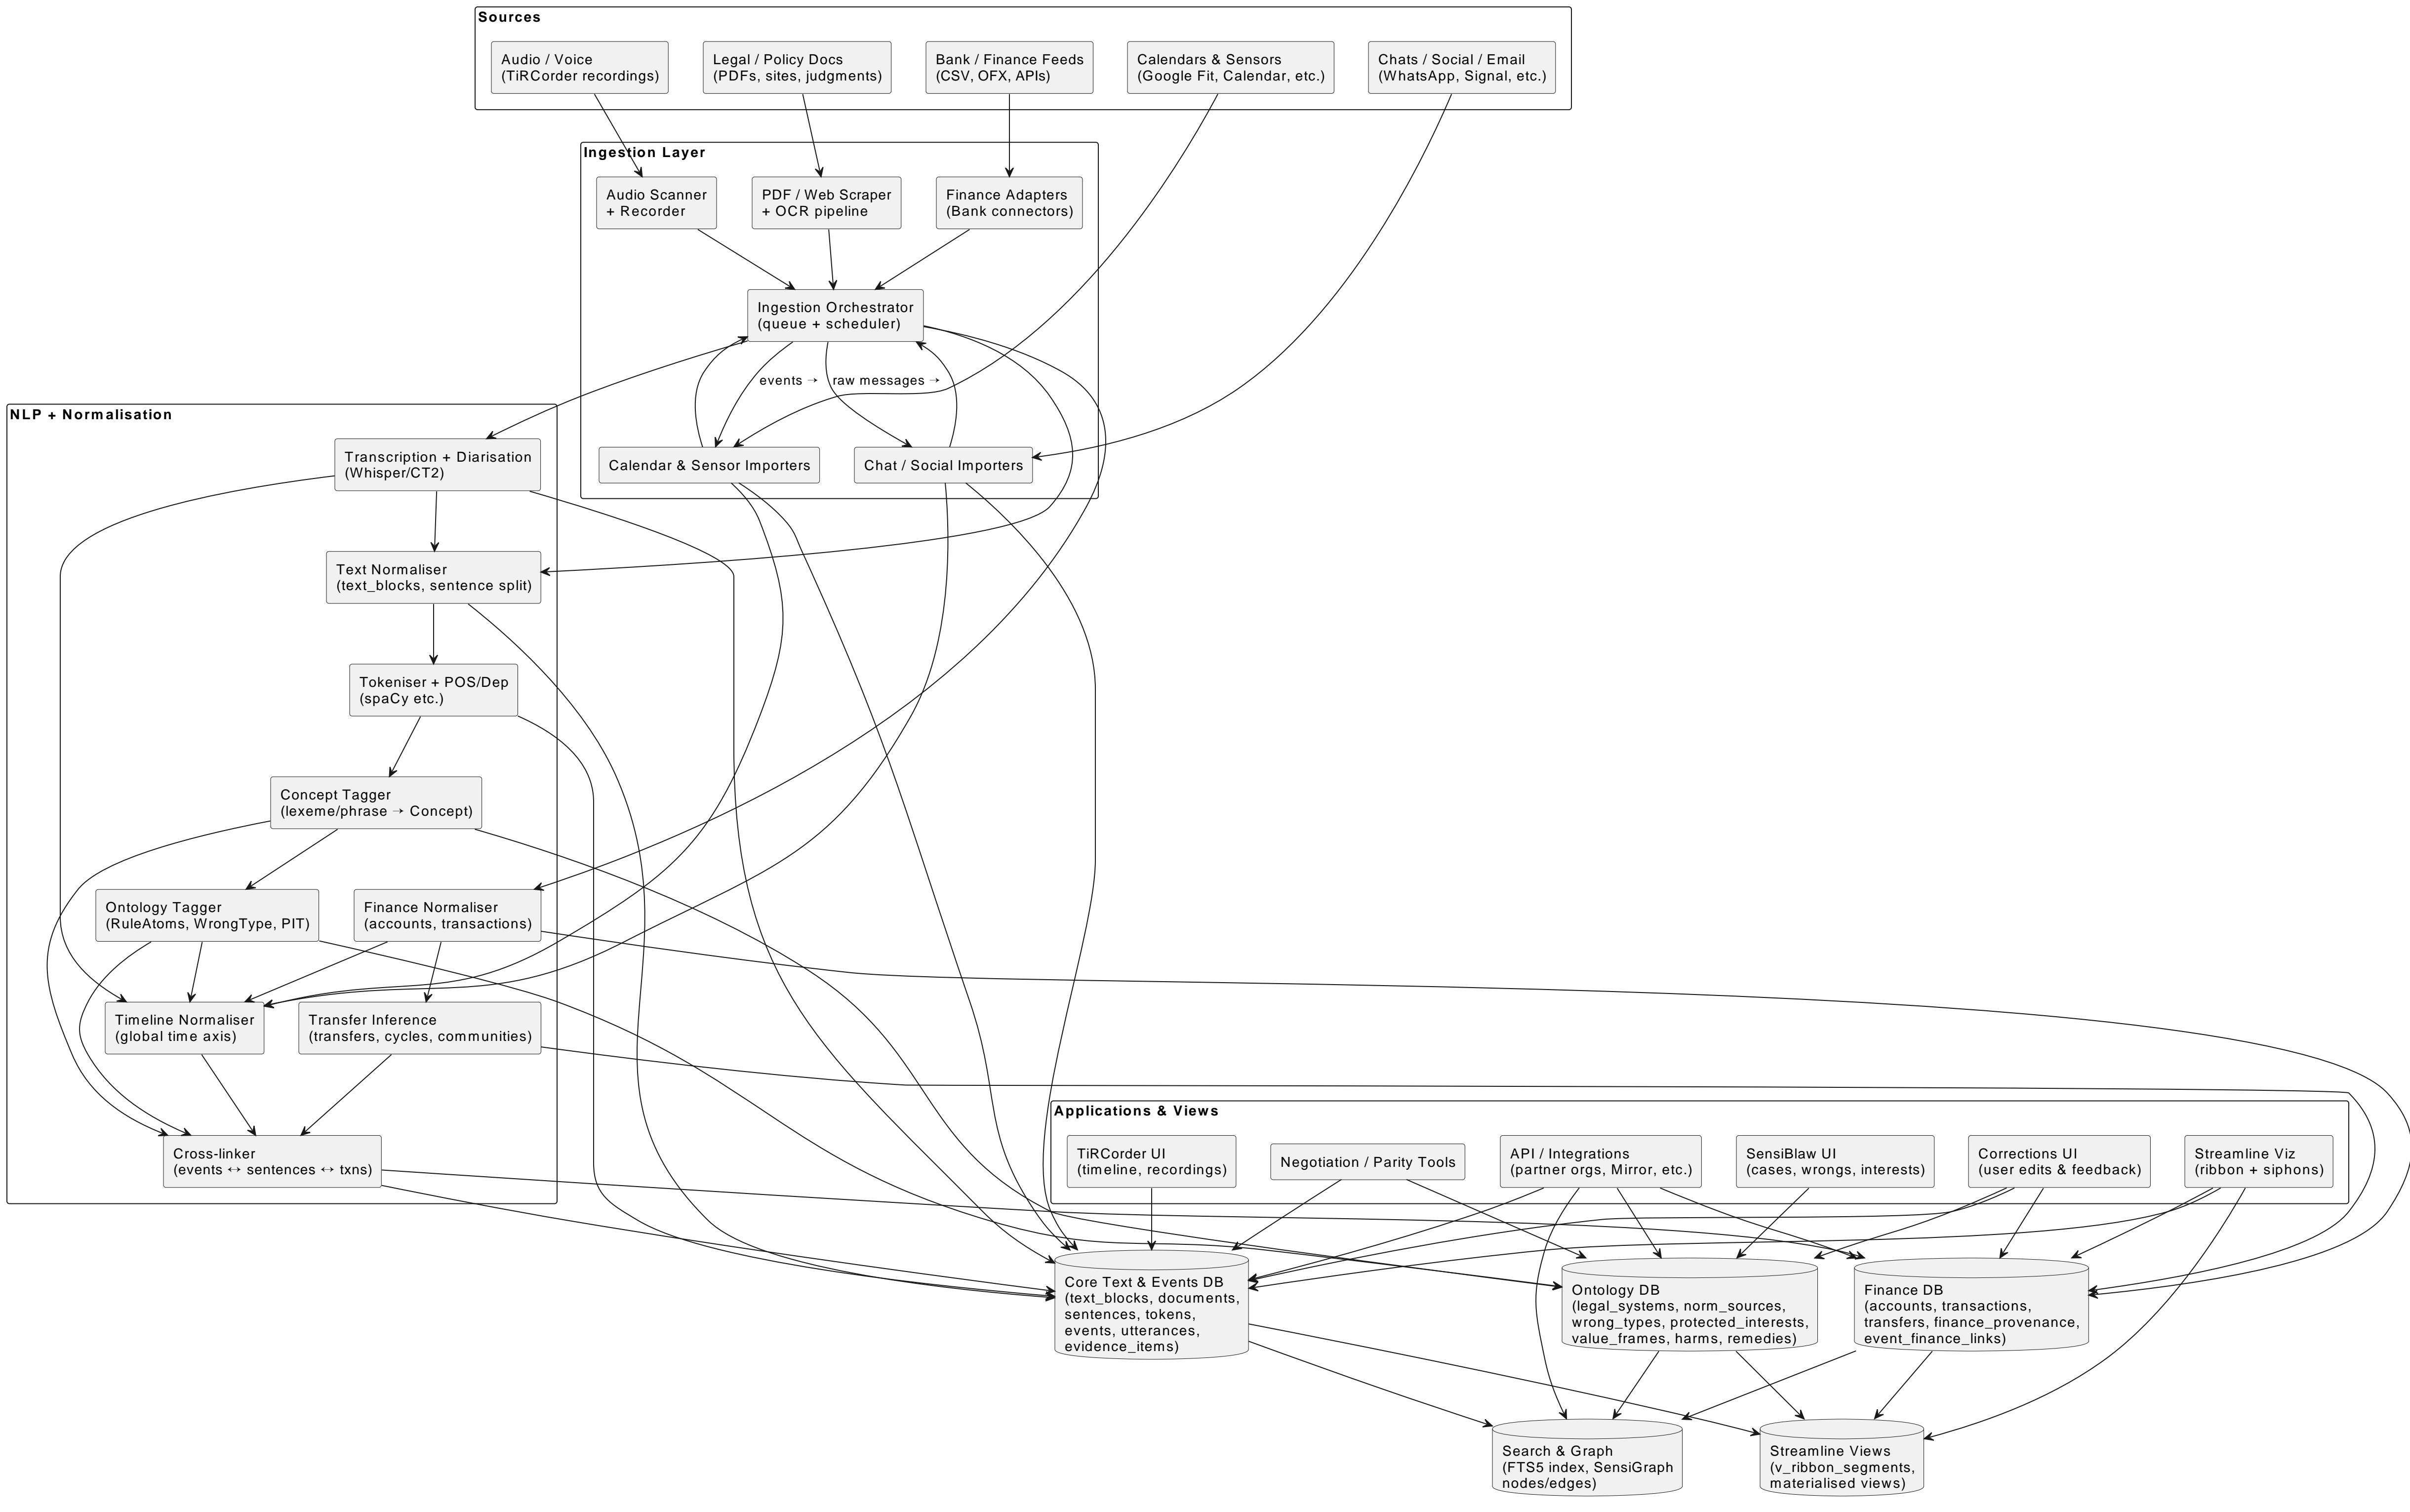 Sources
Audio / Voice
(TiRCorder recordings)
Legal / Policy Docs
(PDFs, sites, judgments)
Bank / Finance Feeds
(CSV, OFX, APIs)
Calendars & Sensors
(Google Fit, Calendar, etc.)
Chats / Social / Email
(WhatsApp, Signal, etc.)
Ingestion Layer
Audio Scanner
+ Recorder
PDF / Web Scraper
+ OCR pipeline
Finance Adapters
(Bank connectors)
Ingestion Orchestrator
(queue + scheduler)
events →
raw messages →
Calendar & Sensor Importers
Chat / Social Importers
NLP + Normalisation
Transcription + Diarisation
(Whisper/CT2)
Text Normaliser
(text_blocks, sentence split)
Tokeniser + POS/Dep
(spaCy etc.)
Concept Tagger
(lexeme/phrase → Concept)
Ontology Tagger
(RuleAtoms, WrongType, PIT)
Finance Normaliser
(accounts, transactions)
Timeline Normaliser
(global time axis)
Transfer Inference
(transfers, cycles, communities)
Cross-linker
(events ↔ sentences ↔ txns)
Applications & Views
TiRCorder UI
(timeline, recordings)
Negotiation / Parity Tools
API / Integrations
(partner orgs, Mirror, etc.)
SensiBlaw UI
(cases, wrongs, interests)
Corrections UI
(user edits & feedback)
Streamline Viz
(ribbon + siphons)
Core Text & Events DB
(text_blocks, documents,
sentences, tokens,
events, utterances,
evidence_items)
Ontology DB
(legal_systems, norm_sources,
wrong_types, protected_interests,
value_frames, harms, remedies)
Finance DB
(accounts, transactions,
transfers, finance_provenance,
event_finance_links)
Search & Graph
(FTS5 index, SensiGraph
nodes/edges)
Streamline Views
(v_ribbon_segments,
materialised views)